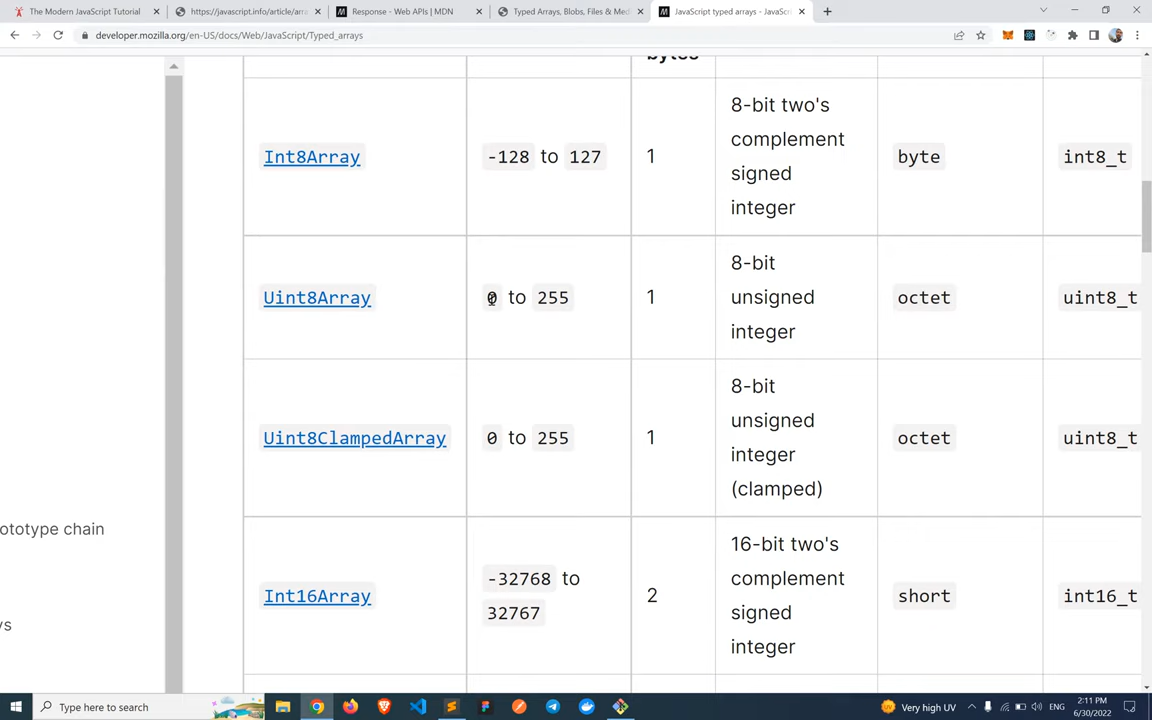 The Modern JavaScript Tutorial
https://javascript.info/article/arra
Response - Web APIs | MDN
Typed Arrays, Blobs, Files & Med
JavaScript typed arrays - JavaScr
developer.mozilla.org/en-US/docs/Web/JavaScript/Typed_arrays
bytes
Int8Array
-128 to 127
1
8-bit two's
complement
signed
integer
byte
int8_t
Uint8Array
0 to 255
1
8-bit
unsigned
integer
octet
uint8_t
Uint8ClampedArray
0 to 255
1
8-bit
unsigned
integer
(clamped)
octet
uint8_t
ototype chain
Int16Array
-32768 to
32767
2
16-bit two's
complement
signed
integer
short
int16_t
ys
Type here to search
Very high UV
ENG
2:11 PM
6/30/2022